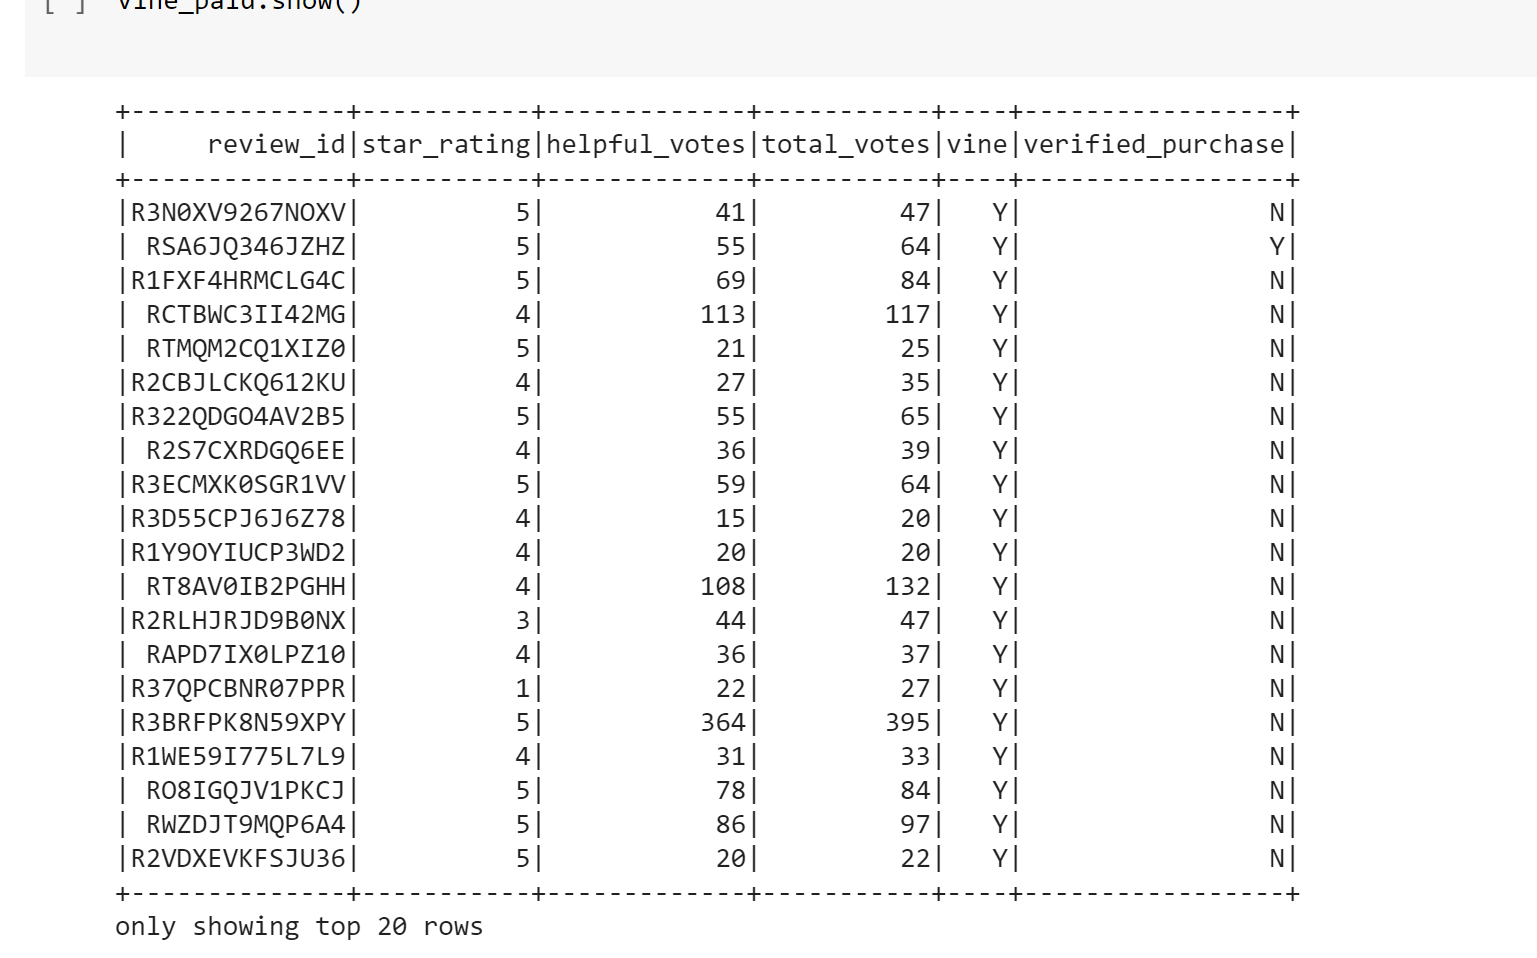 [ ] vine_paid.show()
+--------------+-----------+-------------+-----------+----+-----------------+
|     review_id|star_rating|helpful_votes|total_votes|vine|verified_purchase|
+--------------+-----------+-------------+-----------+----+-----------------+
|R3N0XV9267NOXV|          5|           41|         47|   Y|                N|
| RSA6JQ346JZHZ|          5|           55|         64|   Y|                Y|
|R1FXF4HRMCLG4C|          5|           69|         84|   Y|                N|
| RCTBWC3II42MG|          4|          113|        117|   Y|                N|
| RTMQM2CQ1XIZ0|          5|           21|         25|   Y|                N|
|R2CBJLCKQ612KU|          4|           27|         35|   Y|                N|
|R322QDGO4AV2B5|          5|           55|         65|   Y|                N|
| R2S7CXRDGQ6EE|          4|           36|         39|   Y|                N|
|R3ECMXK0SGR1VV|          5|           59|         64|   Y|                N|
|R3D55CPJ6J6Z78|          4|           15|         20|   Y|                N|
|R1Y9OYIUCP3WD2|          4|           20|         20|   Y|                N|
| RT8AV0IB2PGHH|          4|          108|        132|   Y|                N|
|R2RLHJRJD9B0NX|          3|           44|         47|   Y|                N|
| RAPD7IX0LPZ10|          4|           36|         37|   Y|                N|
|R37QPCBNR07PPR|          1|           22|         27|   Y|                N|
|R3BRFPK8N59XPY|          5|          364|        395|   Y|                N|
|R1WE59I775L7L9|          4|           31|         33|   Y|                N|
| RO8IGQJV1PKCJ|          5|           78|         84|   Y|                N|
| RWZDJT9MQP6A4|          5|           86|         97|   Y|                N|
|R2VDXEVKFSJU36|          5|           20|         22|   Y|                N|
+--------------+-----------+-------------+-----------+----+-----------------+
only showing top 20 rows